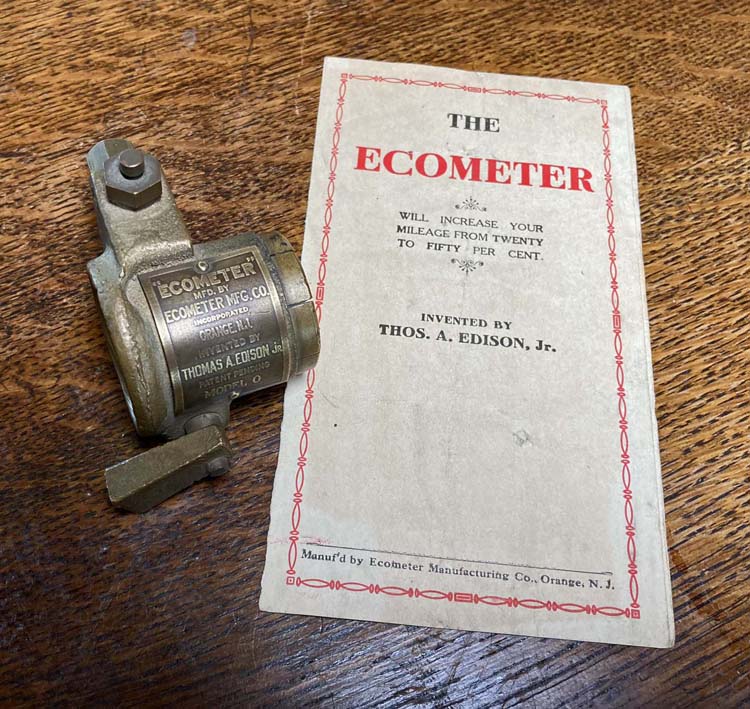 "ECOMETER"
MFD. BY
ECOMETER MFG. CO.
INCORPORATED
ORANGE, N.J.
INVENTED BY
THOMAS A. EDISON Jr.
PATENT PENDING
MODEL O
THE
ECOMETER
WILL INCREASE YOUR
MILEAGE FROM TWENTY
TO FIFTY PER CENT.
INVENTED BY
THOS. A. EDISON, Jr.
Manuf'd by Ecometer Manufacturing Co., Orange, N. J.